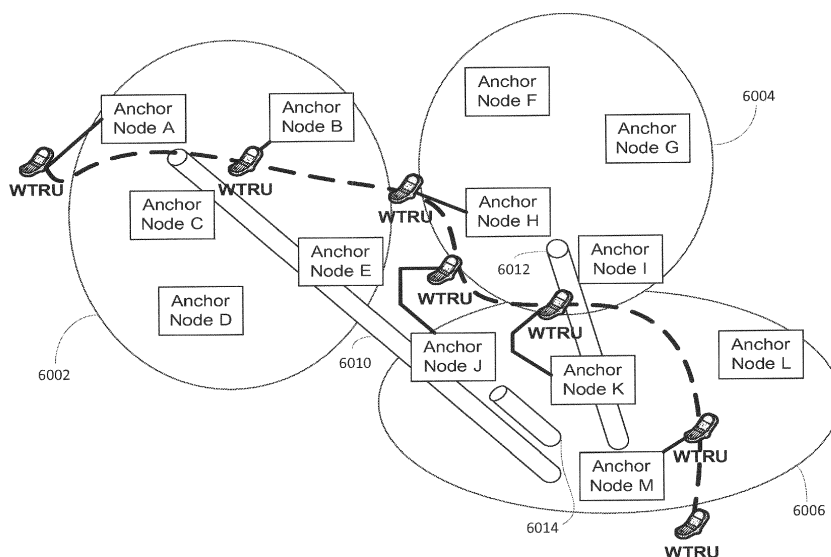 Anchor
Node F
6004
Anchor
Node A
Anchor
Node B
Anchor
Node G
WTRU
WTRU
WTRU
Anchor
Node C
Anchor
Node H
Anchor
Node E
6012
Anchor
Node I
WTRU
Anchor
Node D
WTRU
6002
6010
Anchor
Node J
Anchor
Node K
Anchor
Node L
WTRU
Anchor
Node M
6014
6006
WTRU